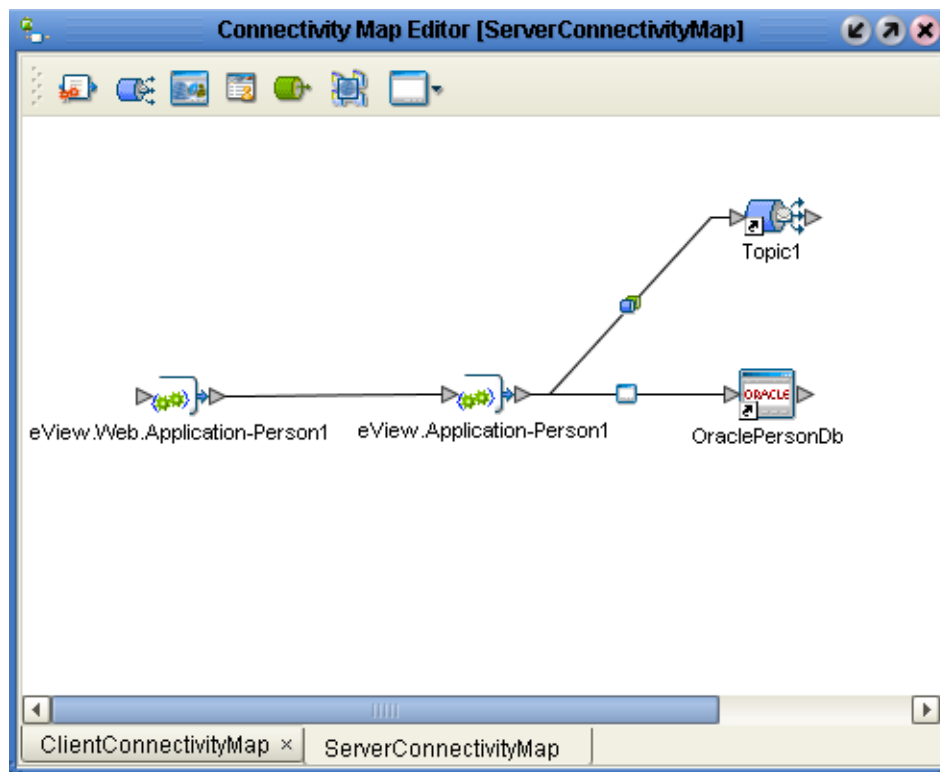 Connectivity Map Editor [ServerConnectivityMap]
Topic1
ORACLE
eView.Web.Application-Person1
eView.Application-Person1
OraclePersonDb
ClientConnectivityMap ×
ServerConnectivityMap